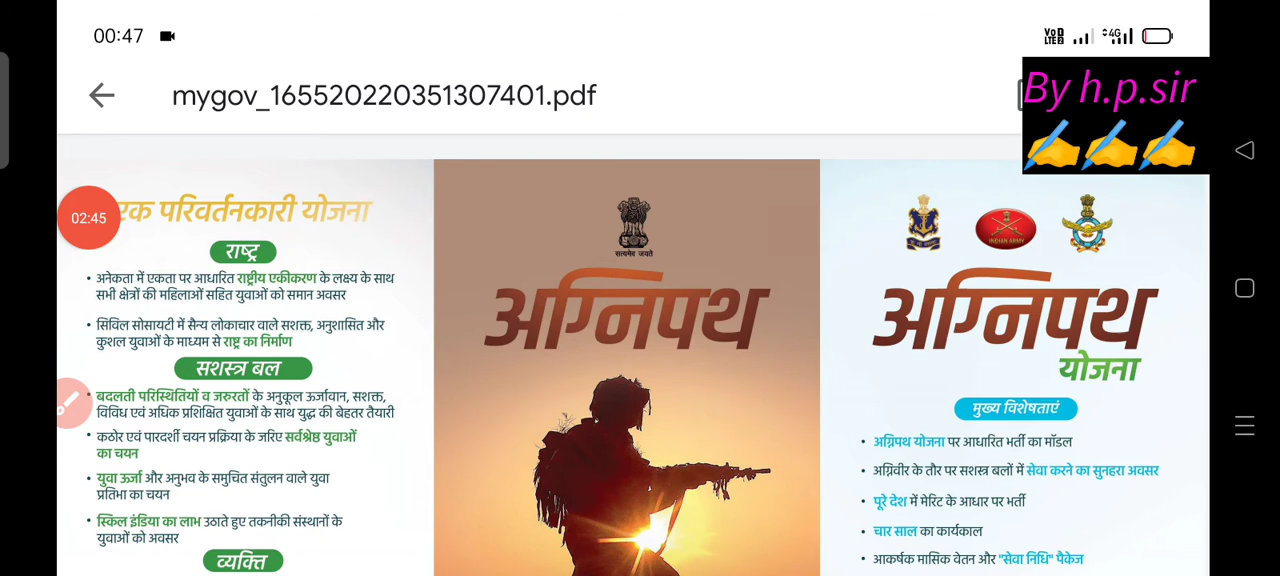 00:47
VoD LTE2 4G
mygov_165520220351307401.pdf
By h.p.sir
02:45
रक परिवर्तनकारी योजना
राष्ट्र
• अनेकता में एकता पर आधारित राष्ट्रीय एकीकरण के लक्ष्य के साथ
सभी क्षेत्रों की महिलाओं सहित युवाओं को समान अवसर
• सिविल सोसायटी में सैन्य लोकाचार वाले सशक्त, अनुशासित और
कुशल युवाओं के माध्यम से राष्ट्र का निर्माण
सशस्त्र बल
• बदलती परिस्थितियों व जरुरतों के अनुकूल ऊर्जावान, सशक्त,
विविध एवं अधिक प्रशिक्षित युवाओं के साथ युद्ध की बेहतर तैयारी
• कठोर एवं पारदर्शी चयन प्रक्रिया के जरिए सर्वश्रेष्ठ युवाओं
का चयन
• युवा ऊर्जा और अनुभव के समुचित संतुलन वाले युवा
प्रतिभा का चयन
• स्किल इंडिया का लाभ उठाते हुए तकनीकी संस्थानों के
युवाओं को अवसर
व्यक्ति
सत्यमेव जयते
अग्निपथ
INDIAN ARMY
अग्निपथ
योजना
मुख्य विशेषताएं
• अग्निपथ योजना पर आधारित भर्ती का मॉडल
• अग्निवीर के तौर पर सशस्त्र बलों में सेवा करने का सुनहरा अवसर
• पूरे देश में मेरिट के आधार पर भर्ती
• चार साल का कार्यकाल
• आकर्षक मासिक वेतन और "सेवा निधि" पैकेज